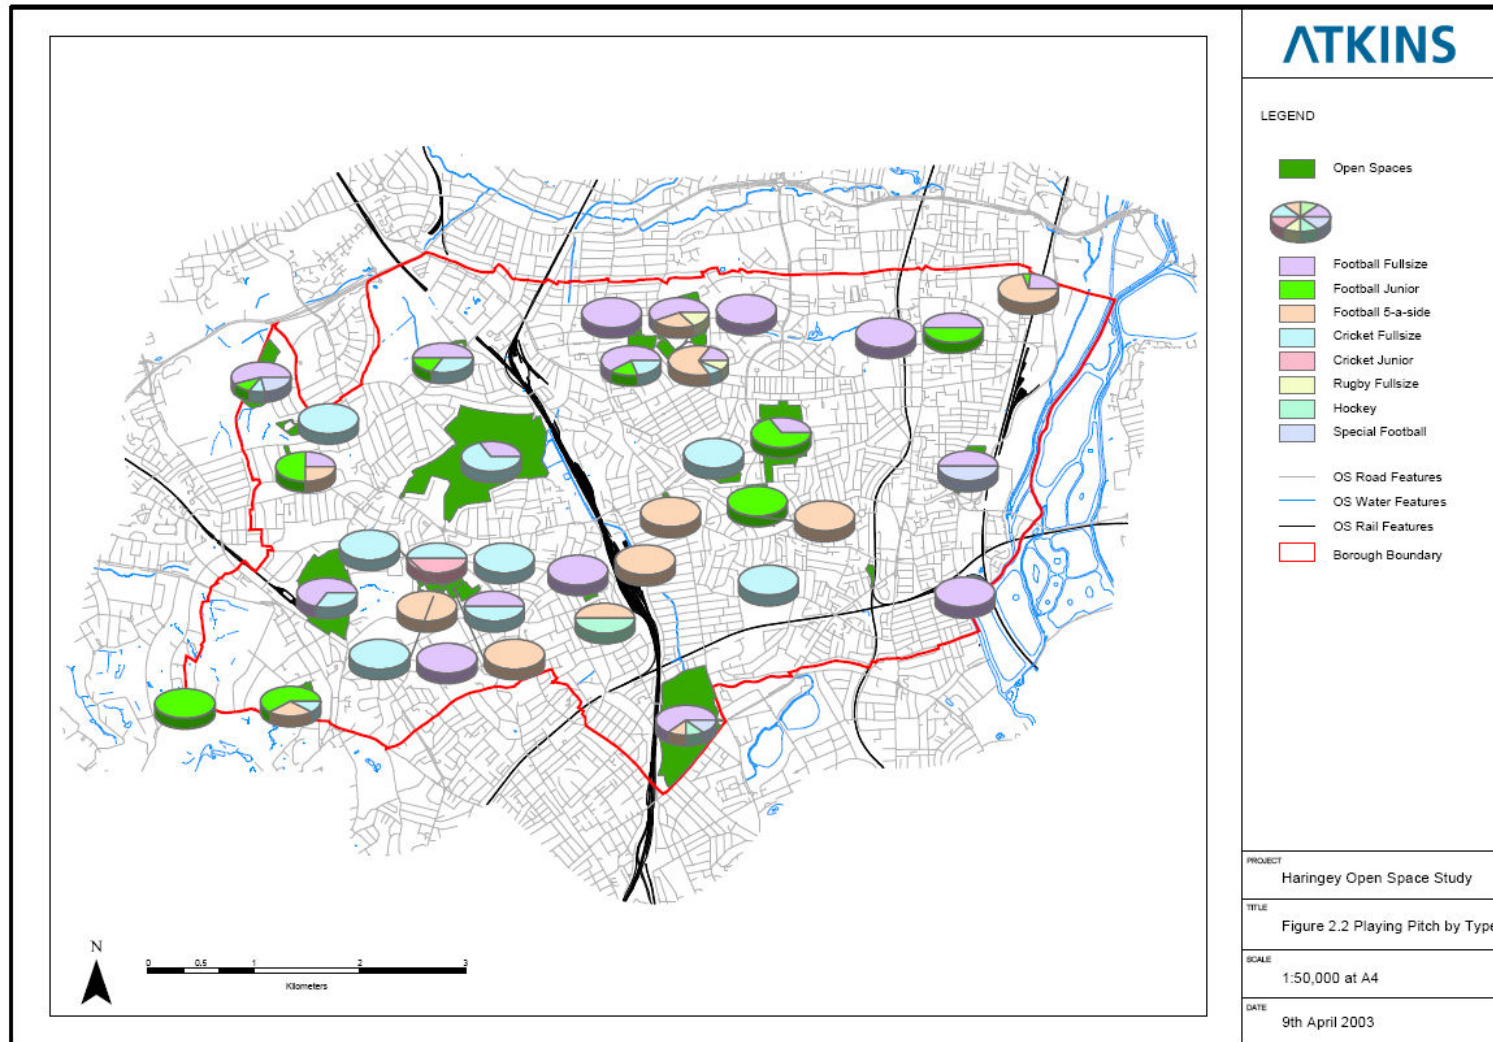 ATKINS
LEGEND
Open Spaces
Football Fullsize
Football Junior
Football 5-a-side
Cricket Fullsize
Cricket Junior
Rugby Fullsize
Hockey
Special Football
OS Road Features
OS Water Features
OS Rail Features
Borough Boundary
PROJECT
Haringey Open Space Study
TITLE
Figure 2.2 Playing Pitch by Type
SCALE
1:50,000 at A4
DATE
9th April 2003
N
0 0.5 1 2 3
Kilometers